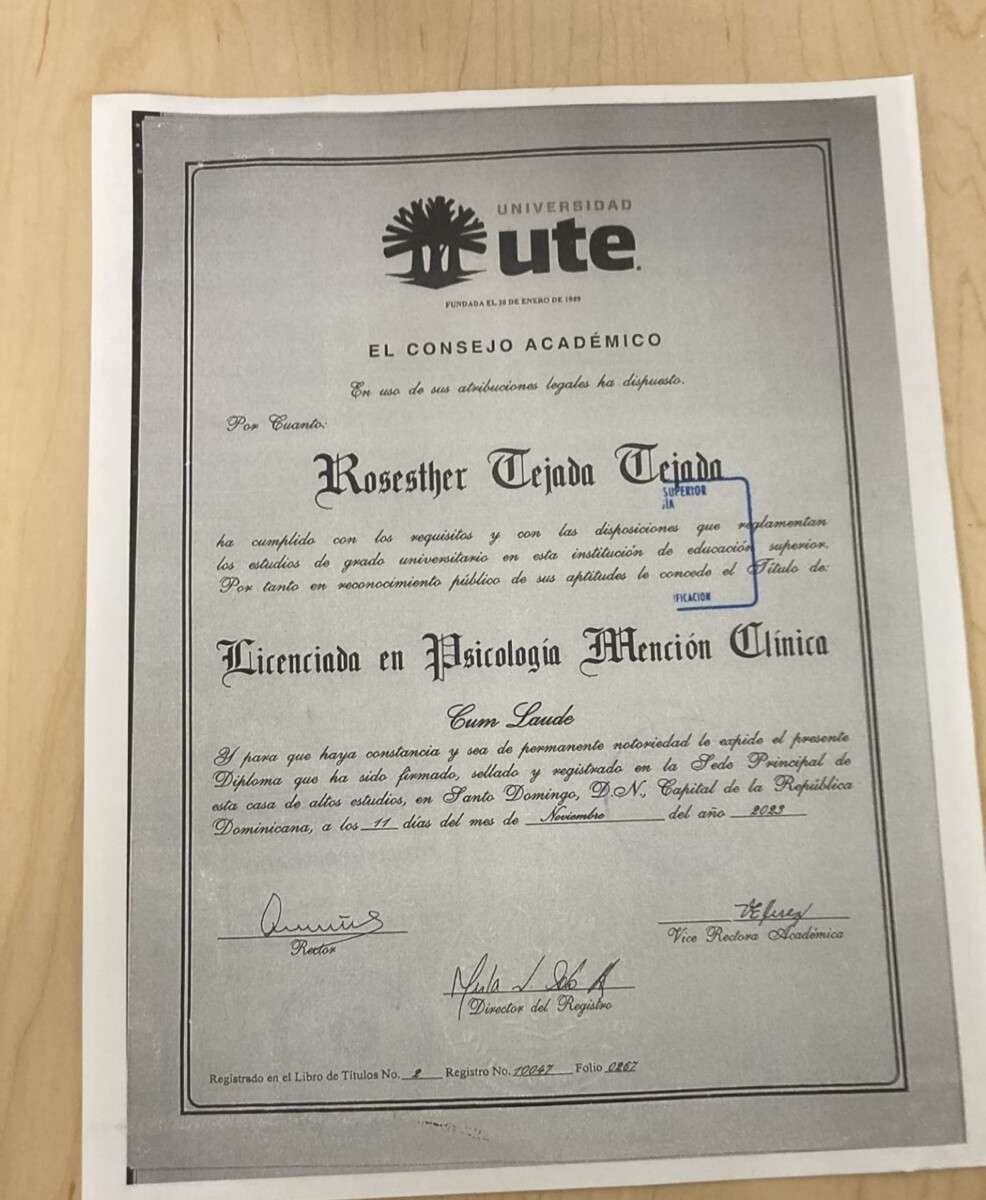 UNIVERSIDAD
ute.
FUNDADA EL 30 DE ENERO DE 1989
EL CONSEJO ACADÉMICO
En uso de sus atribuciones legales ha dispuesto.
Por Cuanto:
Rosesther Tejada Tejada
SUPERIOR
ha cumplido con los requisitos y con las disposiciones que reglamentan
los estudios de grado universitario en esta institución de educación superior.
Por tanto en reconocimiento público de sus aptitudes le concede el Título de:
IFICACION
Licenciada en Psicología Mención Clínica
Cum Laude
Y para que haya constancia y sea de permanente notoriedad le expide el presente
Diploma que ha sido firmado, sellado y registrado en la Sede Principal de
esta casa de altos estudios, en Santo Domingo, D.N., Capital de la República
Dominicana, a los 11 días del mes de Noviembre del año 2023
Rector
Vice Rectora Académica
Director del Registro
Registrado en el Libro de Títulos No. 2 Registro No. 10047 Folio 0267